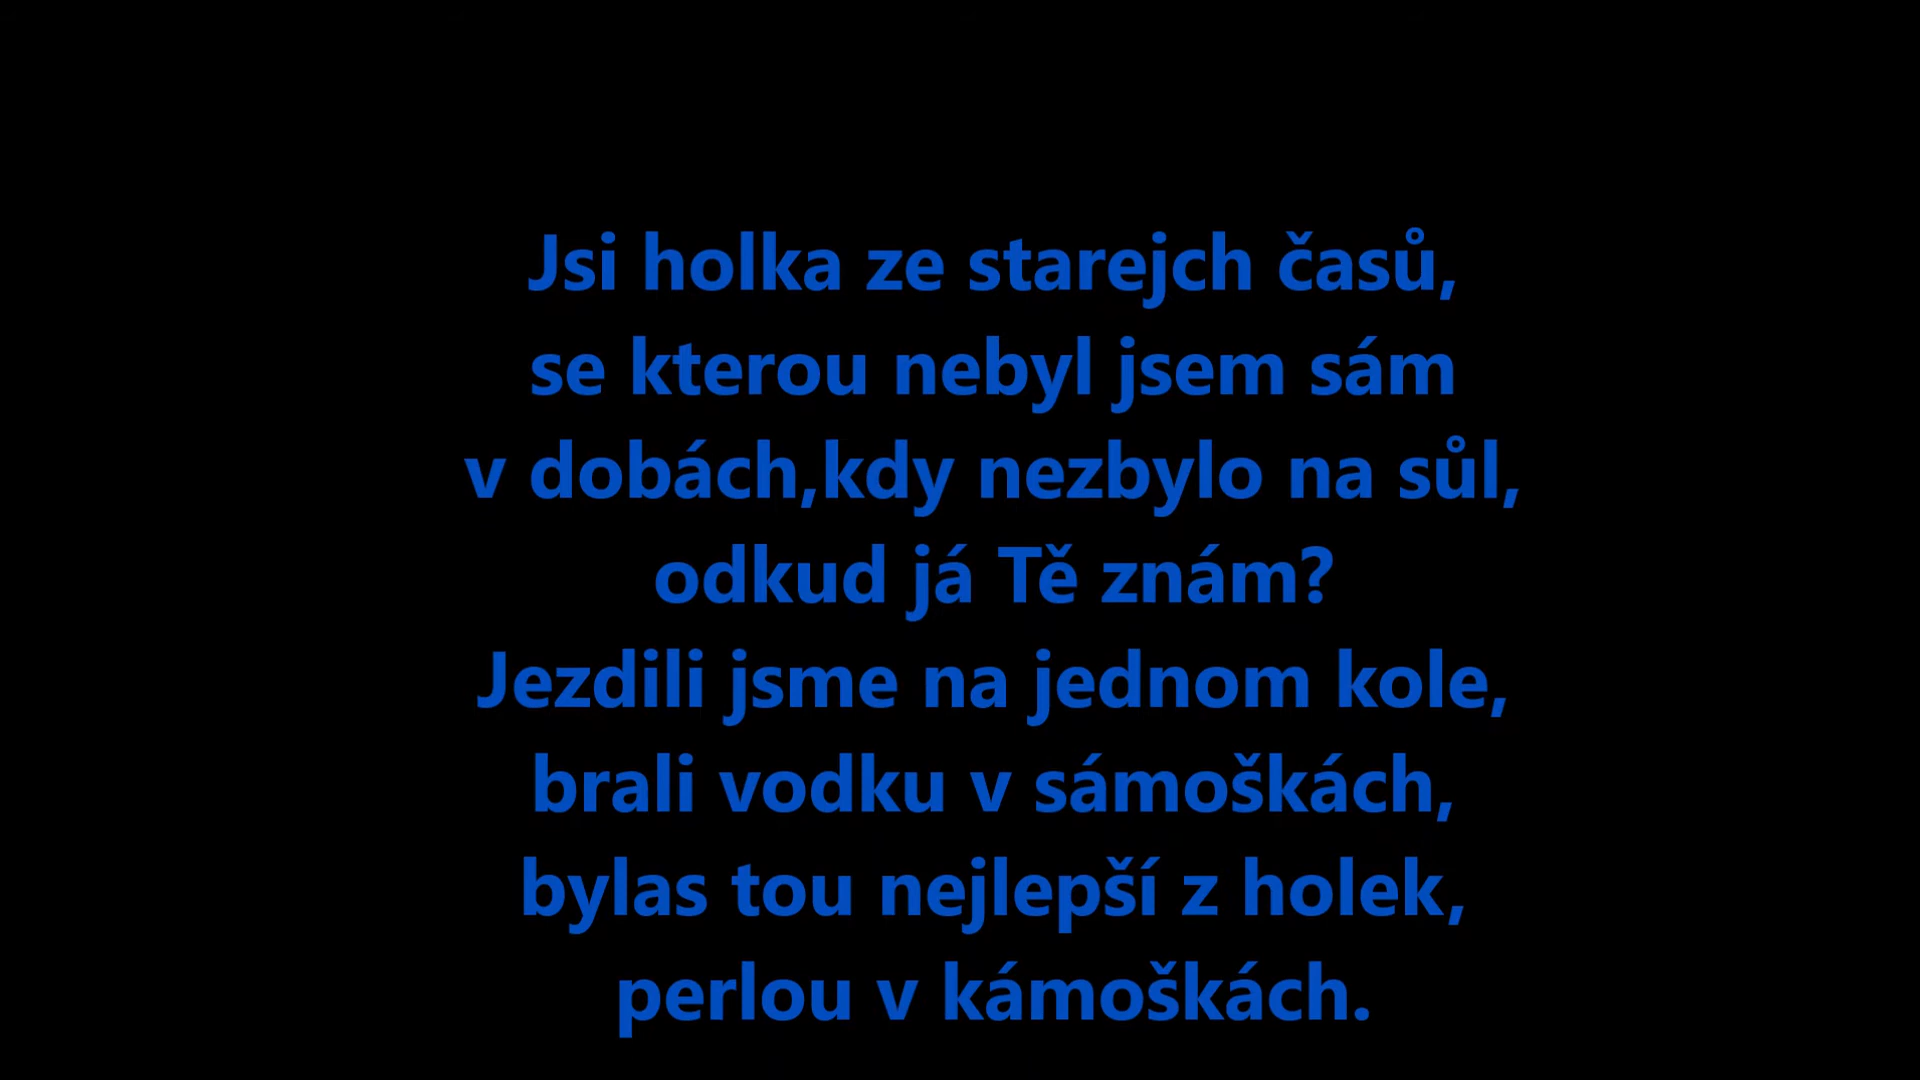 Jsi holka ze starejch časů,
se kterou nebyl jsem sám
v dobách,kdy nezbylo na sůl,
odkud já Tě znám?
Jezdili jsme na jednom kole,
brali vodku v sámoškách,
bylas tou nejlepší z holek,
perlou v kámoškách.